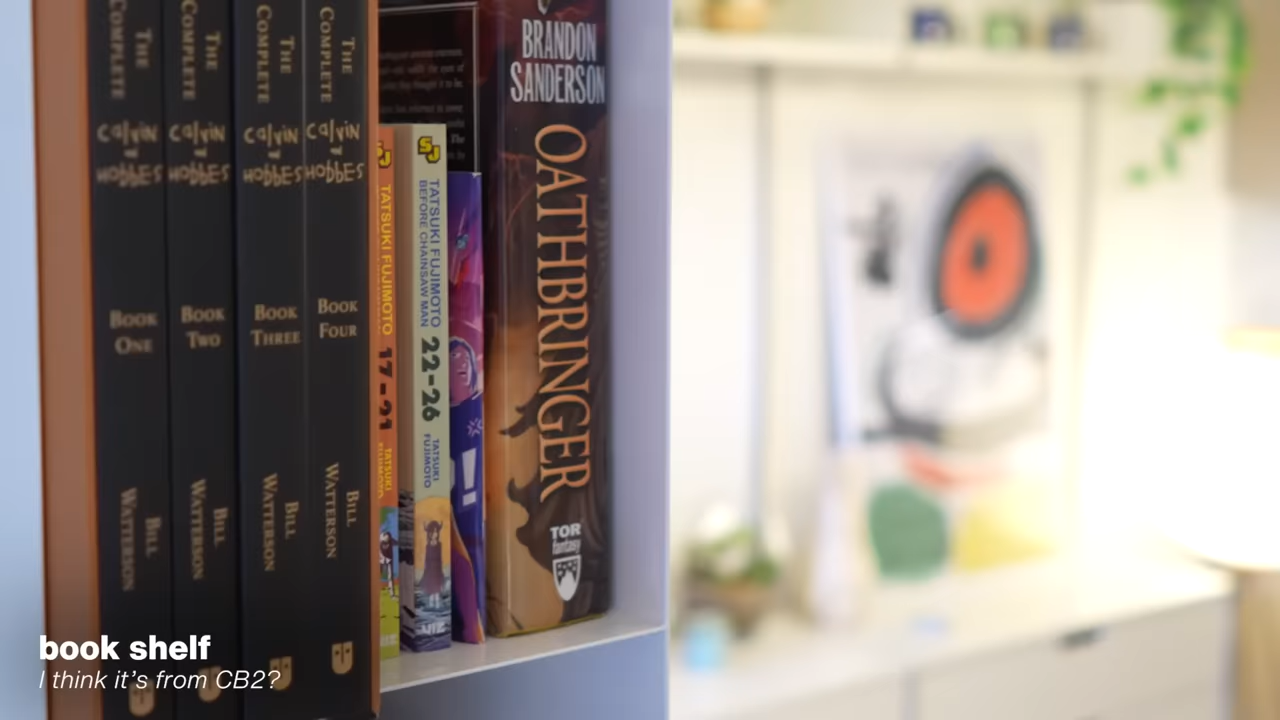 THE COMPLETE
CALVIN
AND
HOBBES
BOOK ONE
BILL WATTERSON
THE COMPLETE
CALVIN
AND
HOBBES
BOOK TWO
BILL WATTERSON
THE COMPLETE
CALVIN
AND
HOBBES
BOOK THREE
BILL WATTERSON
THE COMPLETE
CALVIN
AND
HOBBES
BOOK FOUR
BILL WATTERSON
SJ
TATSUKI FUJIMOTO
17-21
TATSUKI FUJIMOTO
SJ
TATSUKI FUJIMOTO
BEFORE CHAINSAW MAN
22-26
TATSUKI FUJIMOTO
VIZ
!
BRANDON
SANDERSON
OATHBRINGER
TOR
fantasy
book shelf
I think it's from CB2?